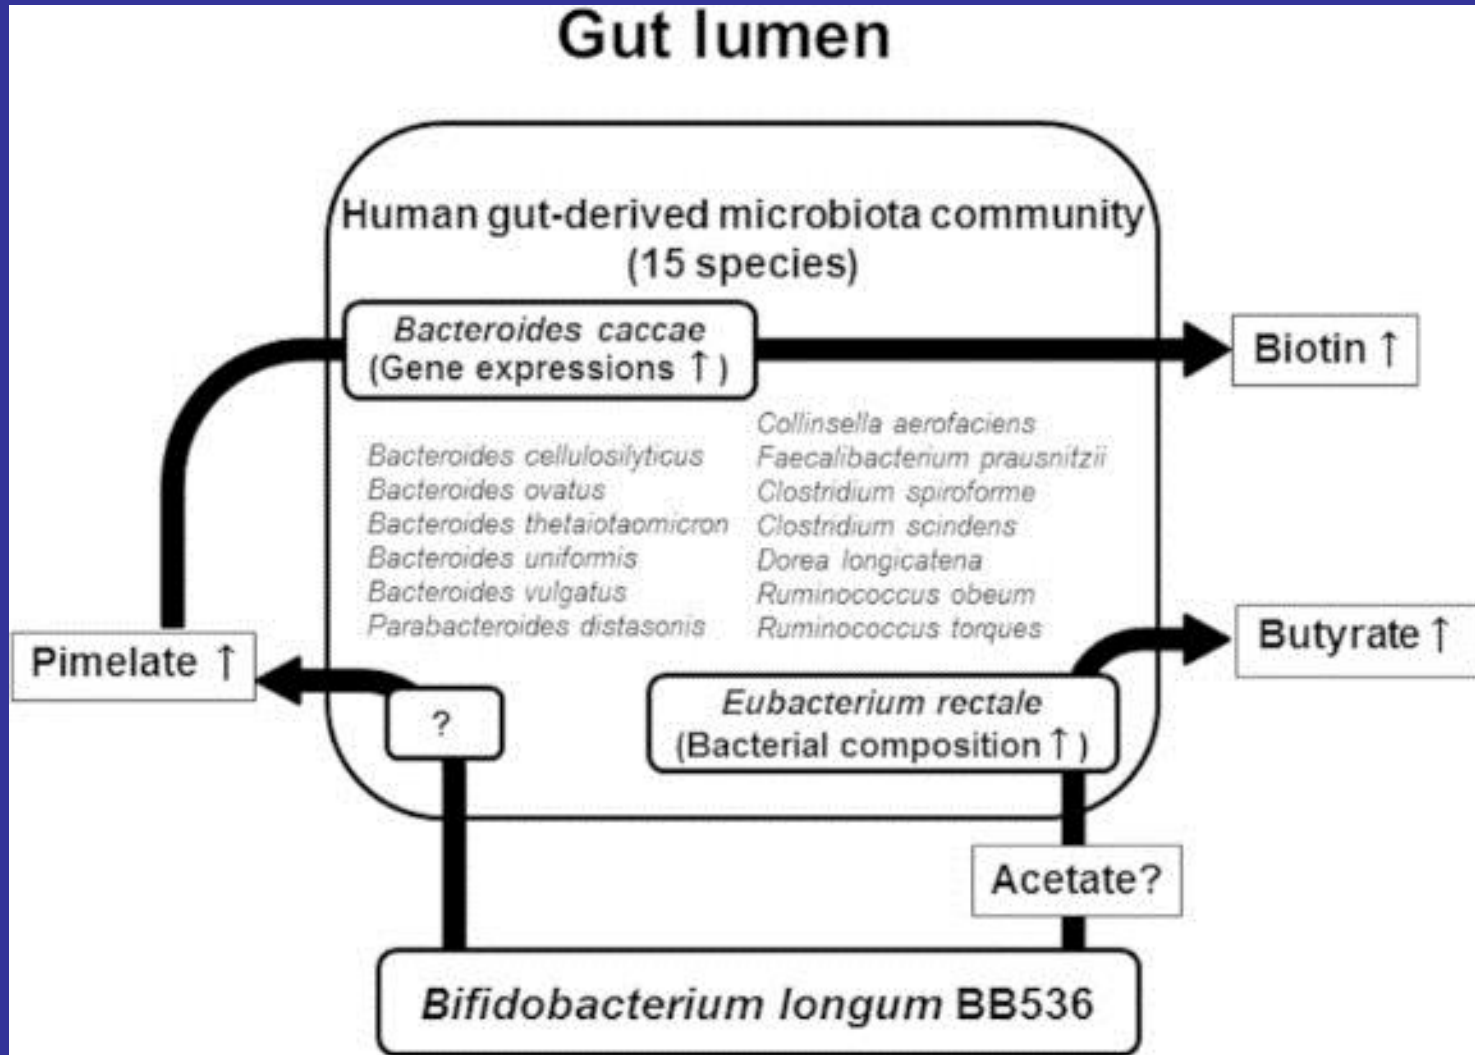 Gut lumen
Human gut-derived microbiota community
(15 species)
Bacteroides caccae
(Gene expressions ↑)
Biotin ↑
Bacteroides cellulosilyticus
Bacteroides ovatus
Bacteroides thetaiotaomicron
Bacteroides uniformis
Bacteroides vulgatus
Parabacteroides distasonis
Collinsella aerofaciens
Faecalibacterium prausnitzii
Clostridium spiroforme
Clostridium scindens
Dorea longicatena
Ruminococcus obeum
Ruminococcus torques
Pimelate ↑
?
Eubacterium rectale
(Bacterial composition ↑)
Butyrate ↑
Acetate?
Bifidobacterium longum BB536